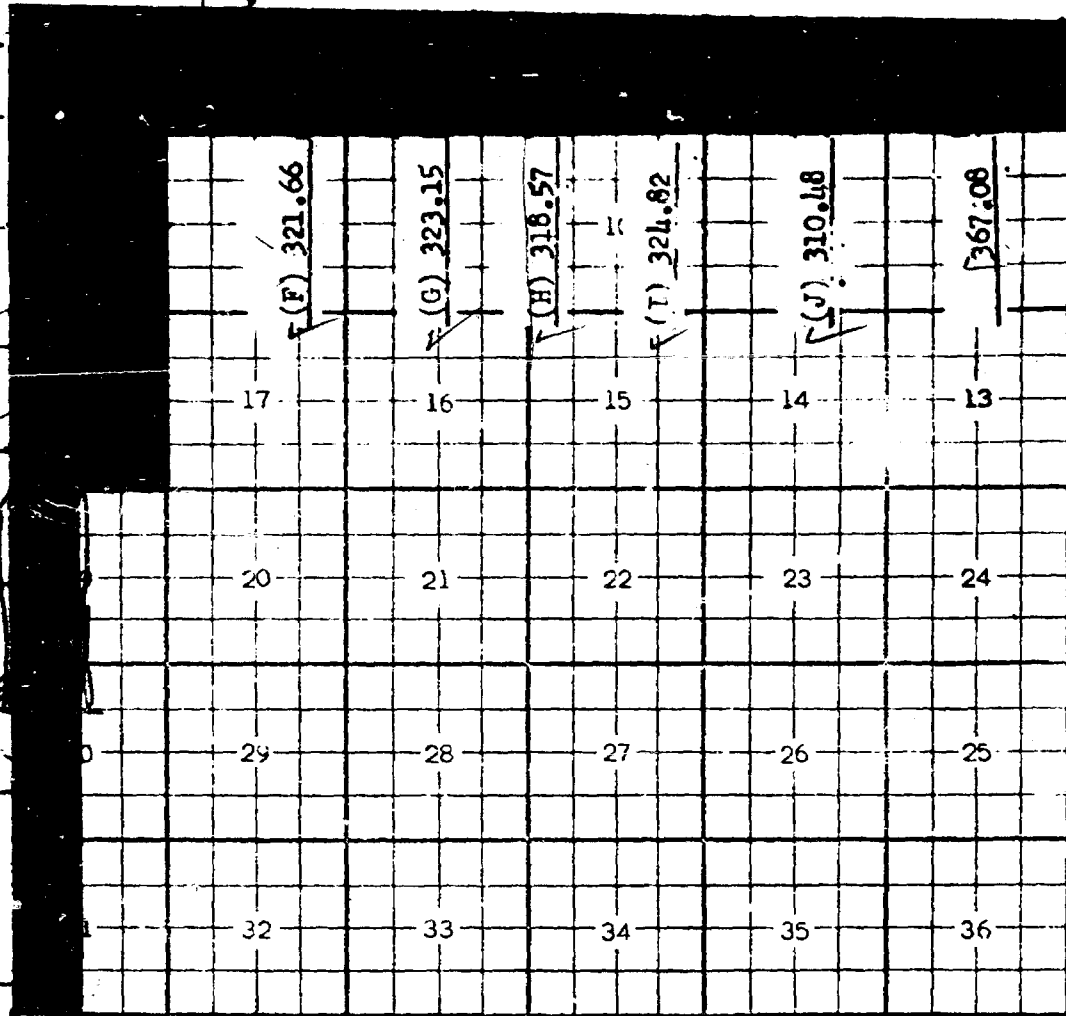 (F) 321.66
(G) 323.15
(H) 318.57
(I) 324.82
(J) 310.48
367.08
17 16 15 14 13
20 21 22 23 24
29 28 27 26 25
32 33 34 35 36